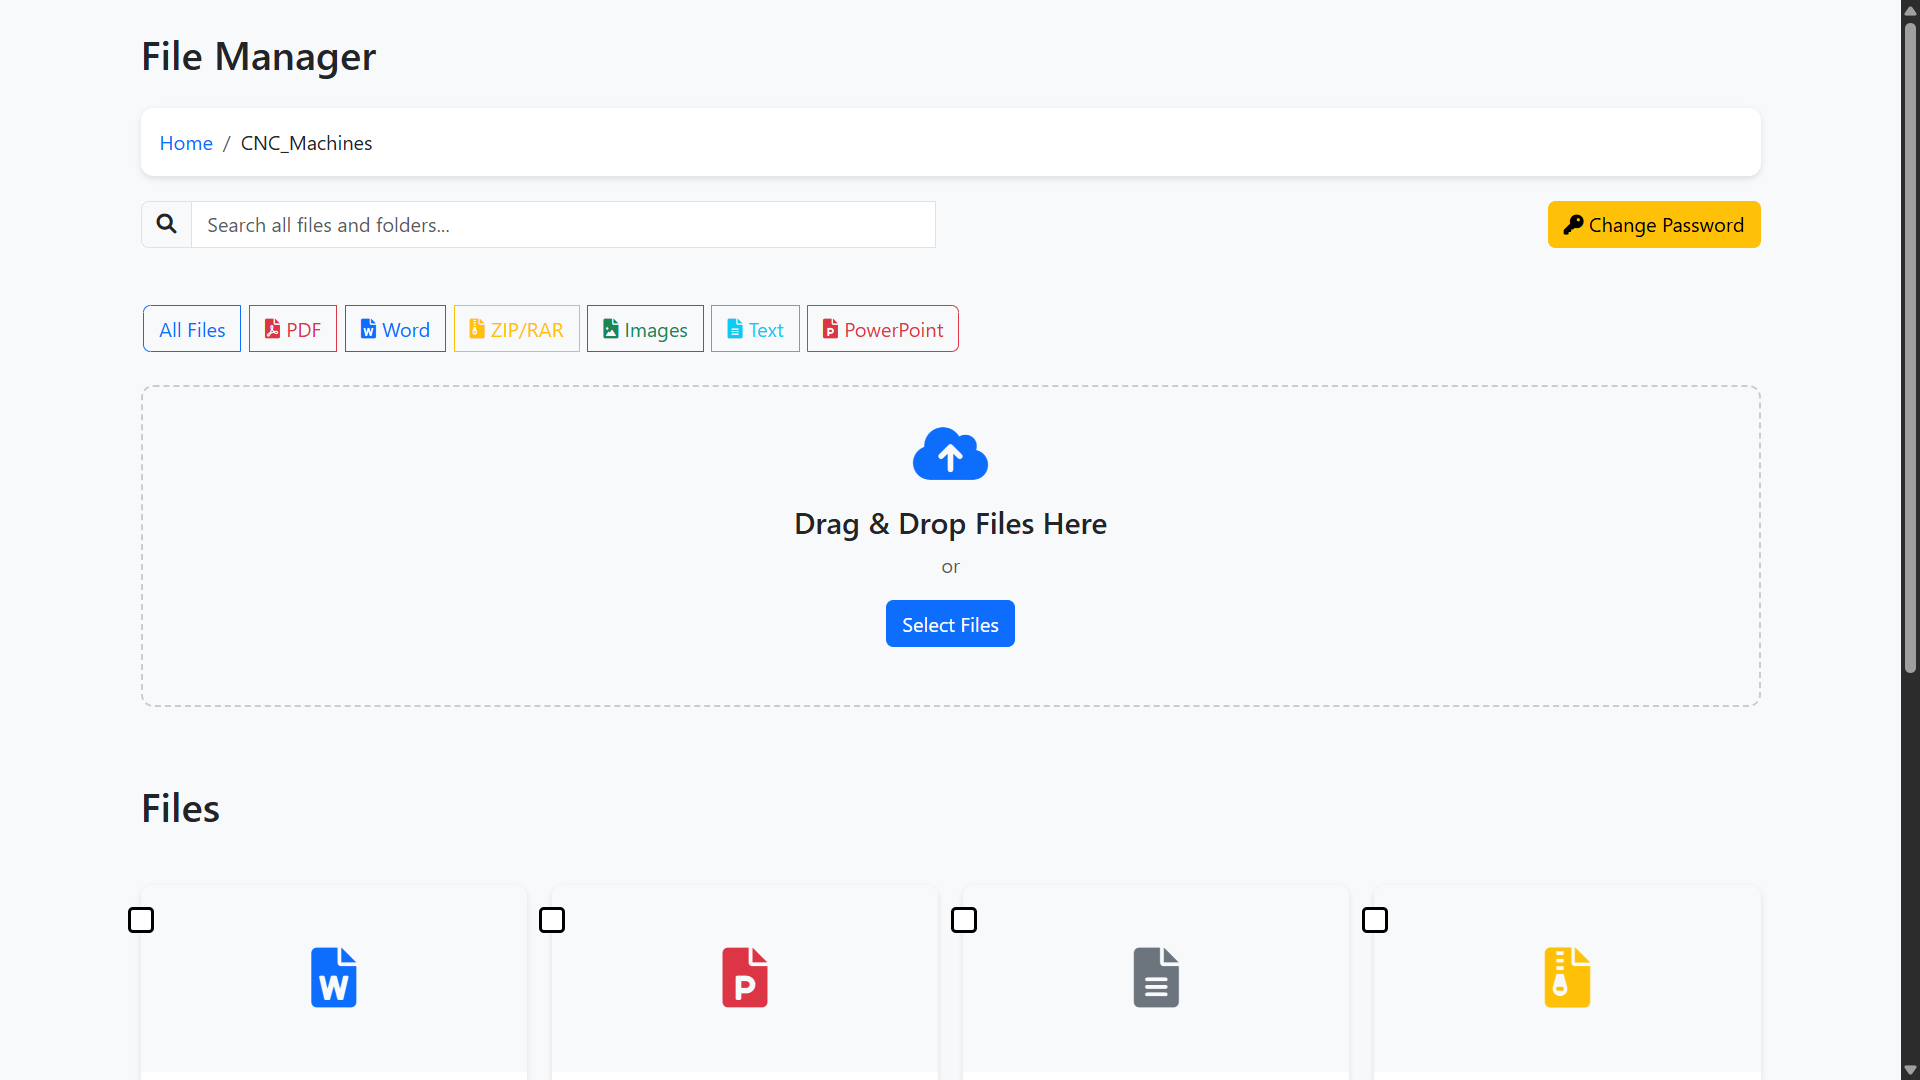 File Manager
Home / CNC_Machines
Search all files and folders...
Change Password
All Files
PDF
Word
ZIP/RAR
Images
Text
PowerPoint
Drag & Drop Files Here
or
Select Files
Files
W
P